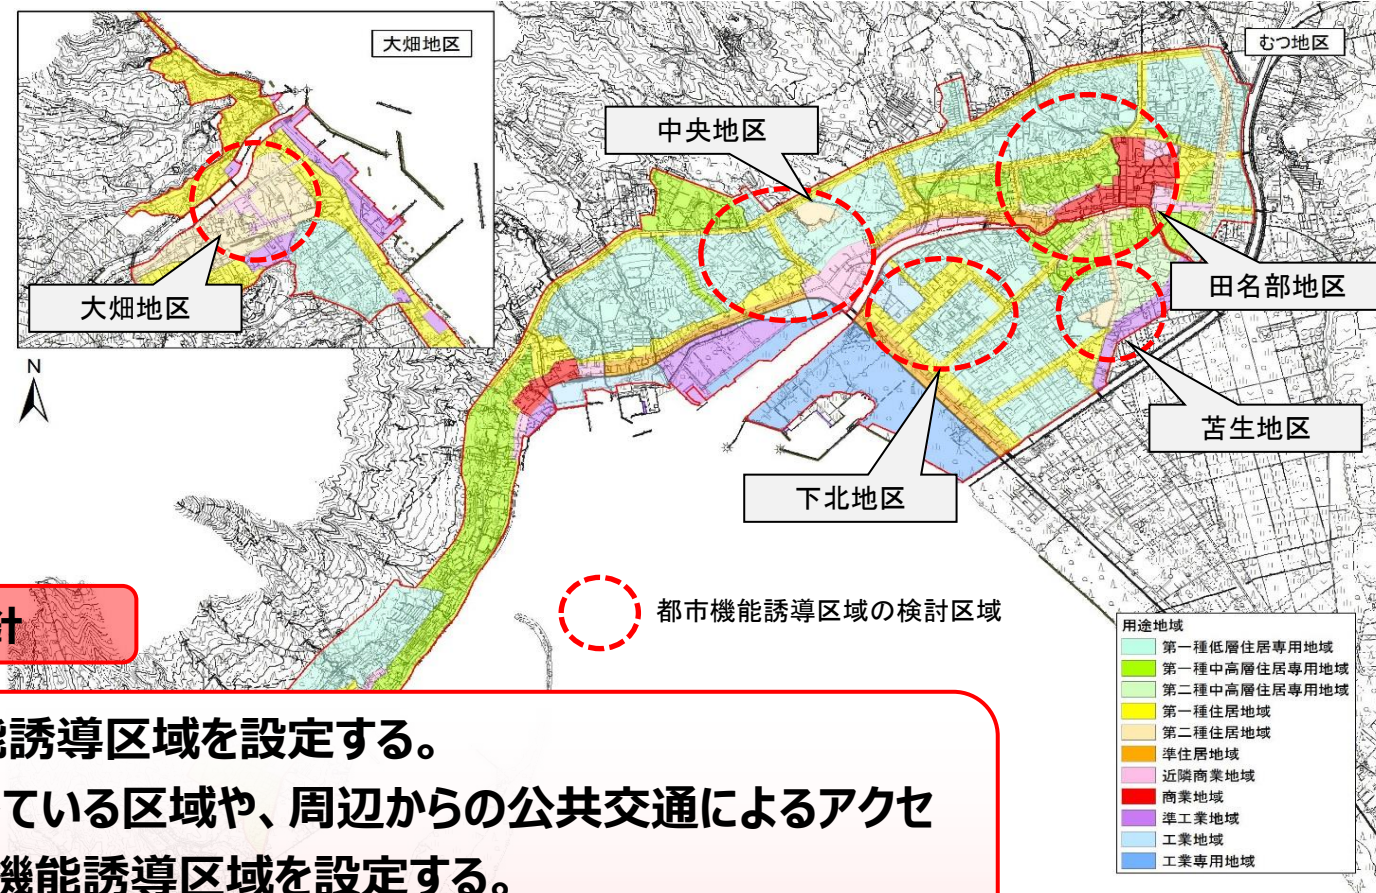 大畑地区
むつ地区
中央地区
大畑地区
田名部地区
N
苫生地区
下北地区
都市機能誘導区域の検討区域
用途地域
第一種低層住居専用地域
第一種中高層住居専用地域
第二種中高層住居専用地域
第一種住居地域
第二種住居地域
準住居地域
近隣商業地域
商業地域
準工業地域
工業地域
工業専用地域
針
能誘導区域を設定する。
ている区域や、周辺からの公共交通によるアクセ
機能誘導区域を設定する。